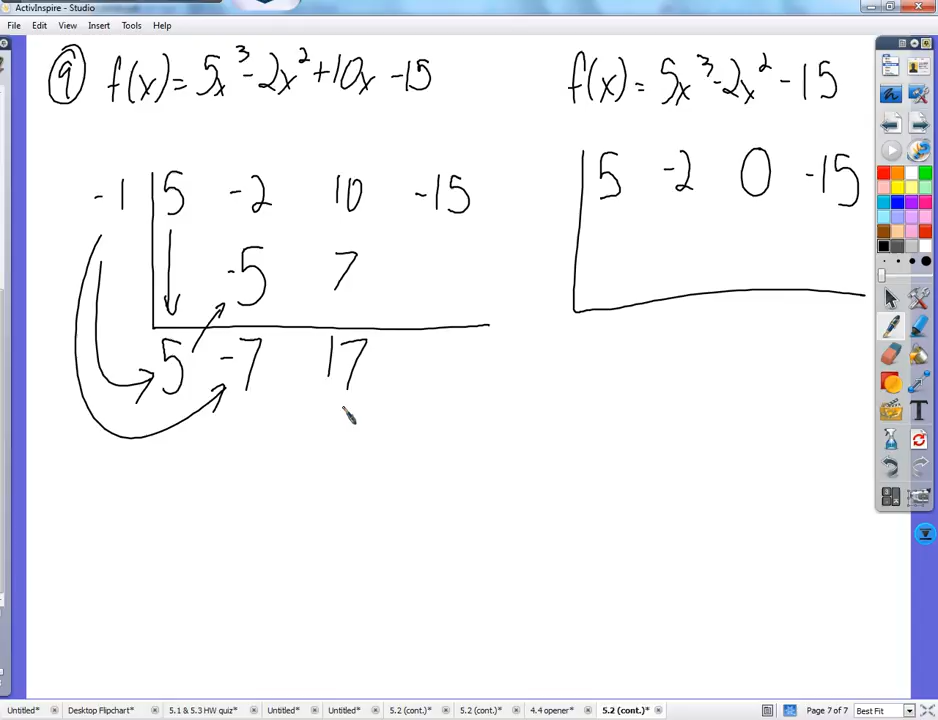 ActivInspire - Studio
File Edit View Insert Tools Help
9 f(x) = 5x³ - 2x² + 10x - 15
f(x) = 5x³ - 2x² - 15
-1 5 -2 10 -15
5 -2 0 -15
-5 7
5 -7 17
Untitled* Desktop Flipchart* 5.1 & 5.3 HW quiz* Untitled* Untitled* 5.2 (cont.)* 5.2 (cont.)* 4.4 opener* 5.2 (cont.)* Page 7 of 7 Best Fit